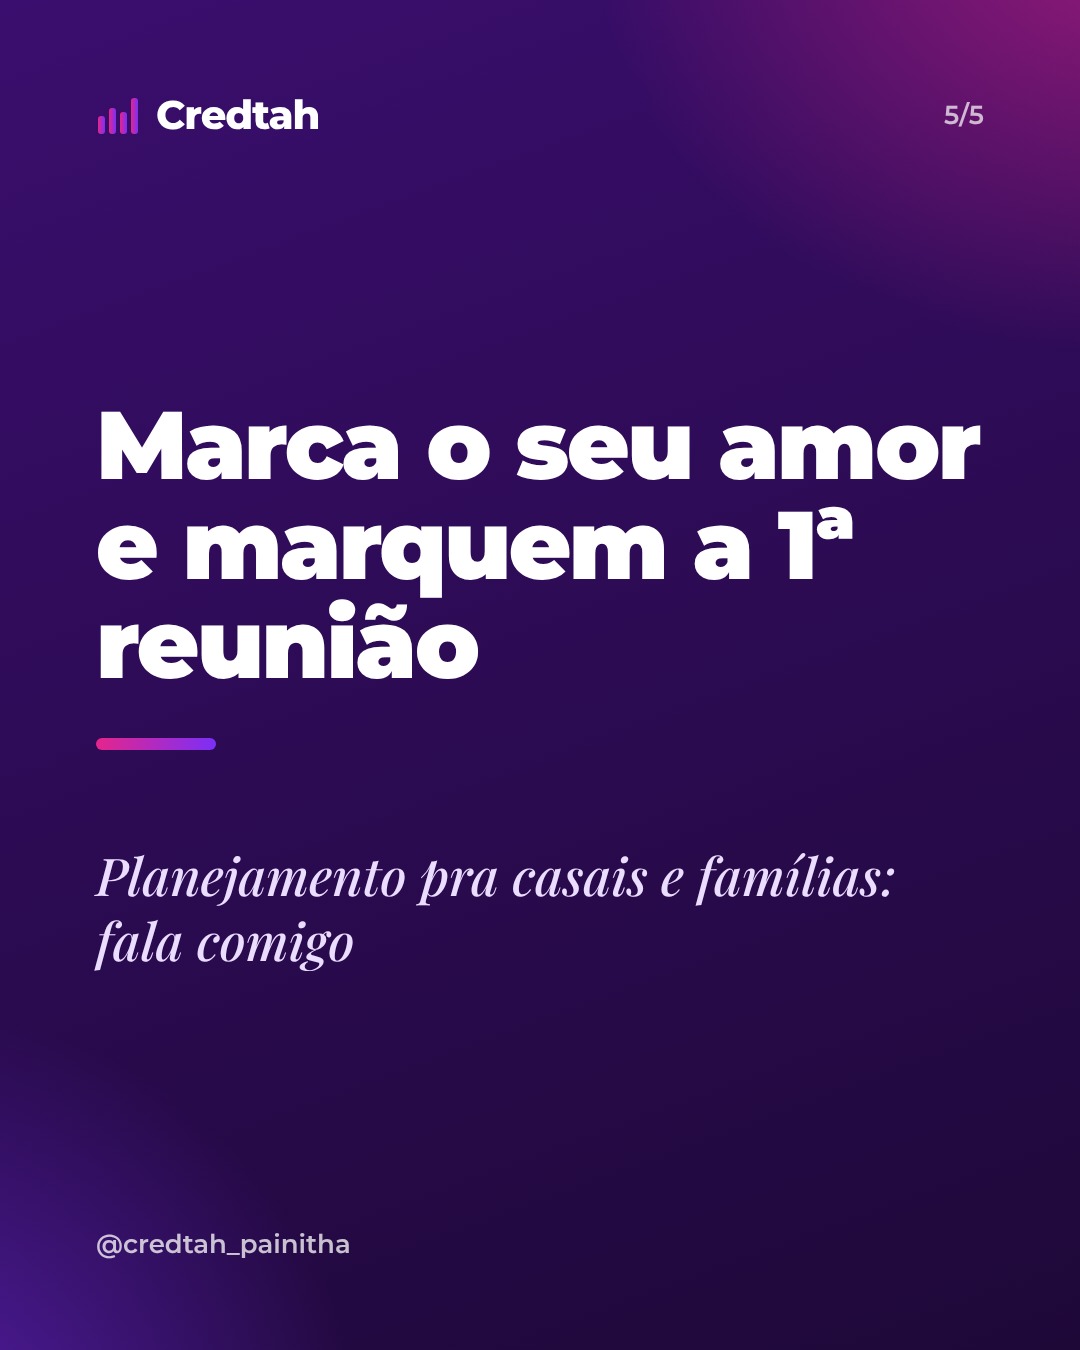 Credtah
5/5
Marca o seu amor
e marquem a 1ª
reunião
Planejamento pra casais e famílias:
fala comigo
@credtah_painitha